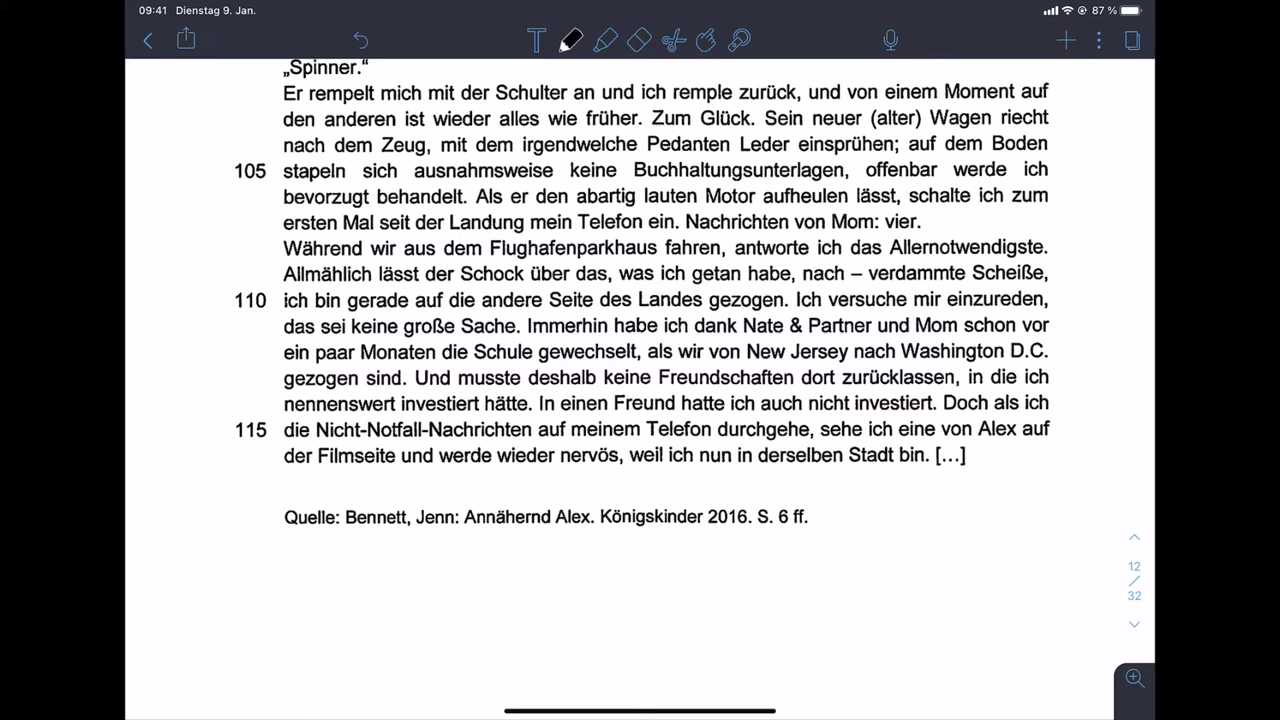 09:41 Dienstag 9. Jan. 87 %
„Spinner.“
Er rempelt mich mit der Schulter an und ich remple zurück, und von einem Moment auf
den anderen ist wieder alles wie früher. Zum Glück. Sein neuer (alter) Wagen riecht
nach dem Zeug, mit dem irgendwelche Pedanten Leder einsprühen; auf dem Boden
105 stapeln sich ausnahmsweise keine Buchhaltungsunterlagen, offenbar werde ich
bevorzugt behandelt. Als er den abartig lauten Motor aufheulen lässt, schalte ich zum
ersten Mal seit der Landung mein Telefon ein. Nachrichten von Mom: vier.
Während wir aus dem Flughafenparkhaus fahren, antworte ich das Allernotwendigste.
Allmählich lässt der Schock über das, was ich getan habe, nach – verdammte Scheiße,
110 ich bin gerade auf die andere Seite des Landes gezogen. Ich versuche mir einzureden,
das sei keine große Sache. Immerhin habe ich dank Nate & Partner und Mom schon vor
ein paar Monaten die Schule gewechselt, als wir von New Jersey nach Washington D.C.
gezogen sind. Und musste deshalb keine Freundschaften dort zurücklassen, in die ich
nennenswert investiert hätte. In einen Freund hatte ich auch nicht investiert. Doch als ich
115 die Nicht-Notfall-Nachrichten auf meinem Telefon durchgehe, sehe ich eine von Alex auf
der Filmseite und werde wieder nervös, weil ich nun in derselben Stadt bin. […]
Quelle: Bennett, Jenn: Annähernd Alex. Königskinder 2016. S. 6 ff.
12
/
32